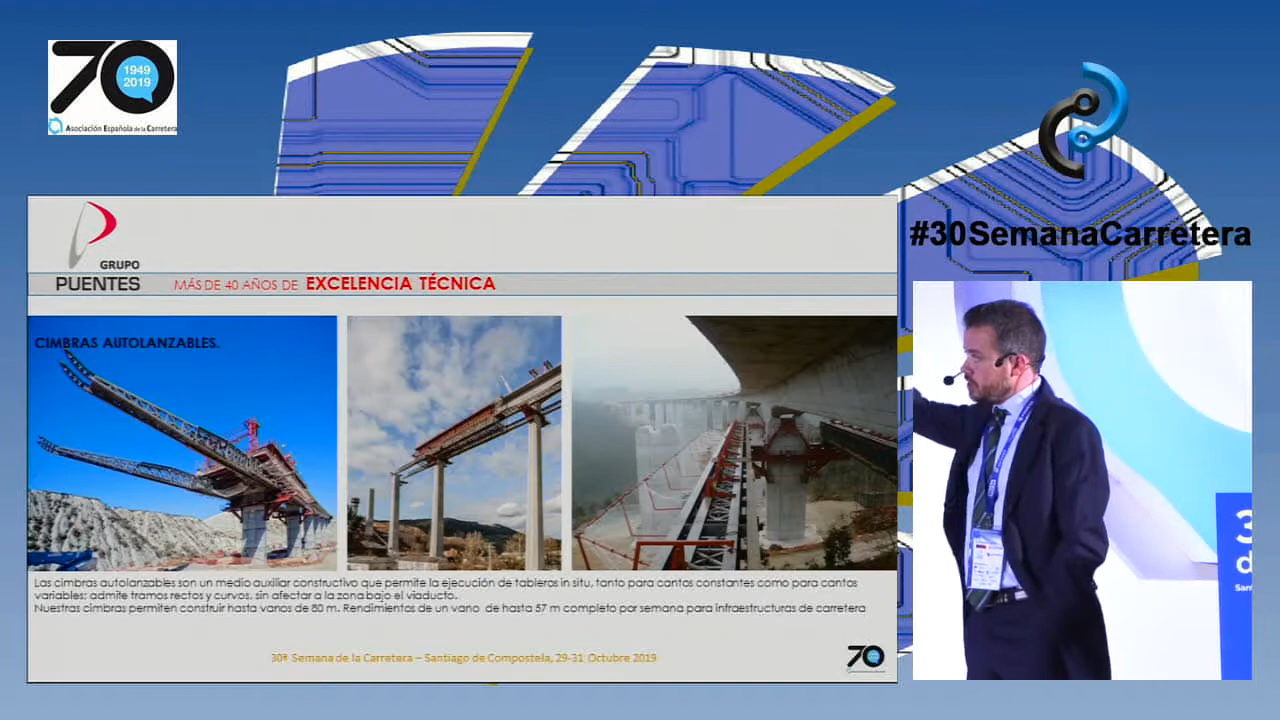 70
1949
2019
Asociación Española de la Carretera
#30SemanaCarretera
GRUPO
PUENTES
MÁS DE 40 AÑOS DE EXCELENCIA TÉCNICA
CIMBRAS AUTOLANZABLES.
Las cimbras autolanzables son un medio auxiliar constructivo que permite la ejecución de tableros in situ, tanto para cantos constantes como para cantos
variables; admite tramos rectos y curvos, sin afectar a la zona bajo el viaducto.
Nuestras cimbras permiten construir hasta vanos de 80 m. Rendimientos de un vano de hasta 57 m completo por semana para infraestructuras de carretera
30ª Semana de la Carretera – Santiago de Compostela, 29-31 Octubre 2019
70
3
d
San